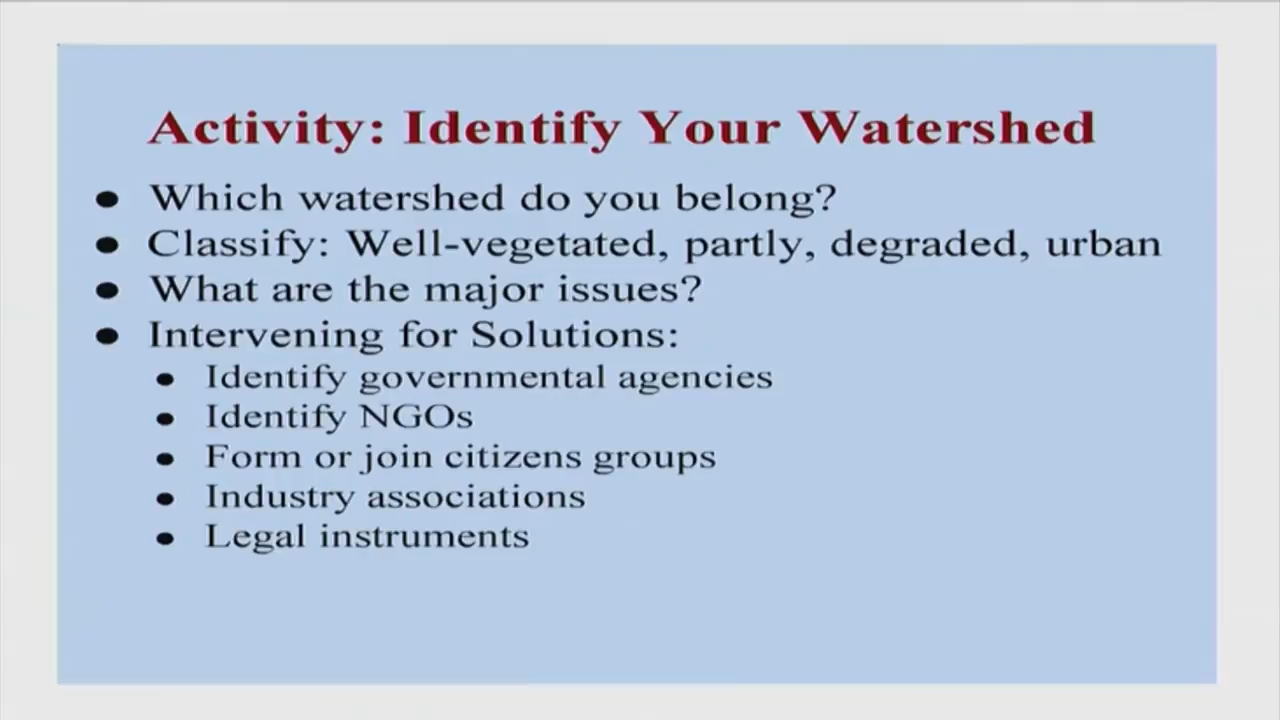 Activity: Identify Your Watershed
● Which watershed do you belong?
● Classify: Well-vegetated, partly, degraded, urban
● What are the major issues?
● Intervening for Solutions:
● Identify governmental agencies
● Identify NGOs
● Form or join citizens groups
● Industry associations
● Legal instruments